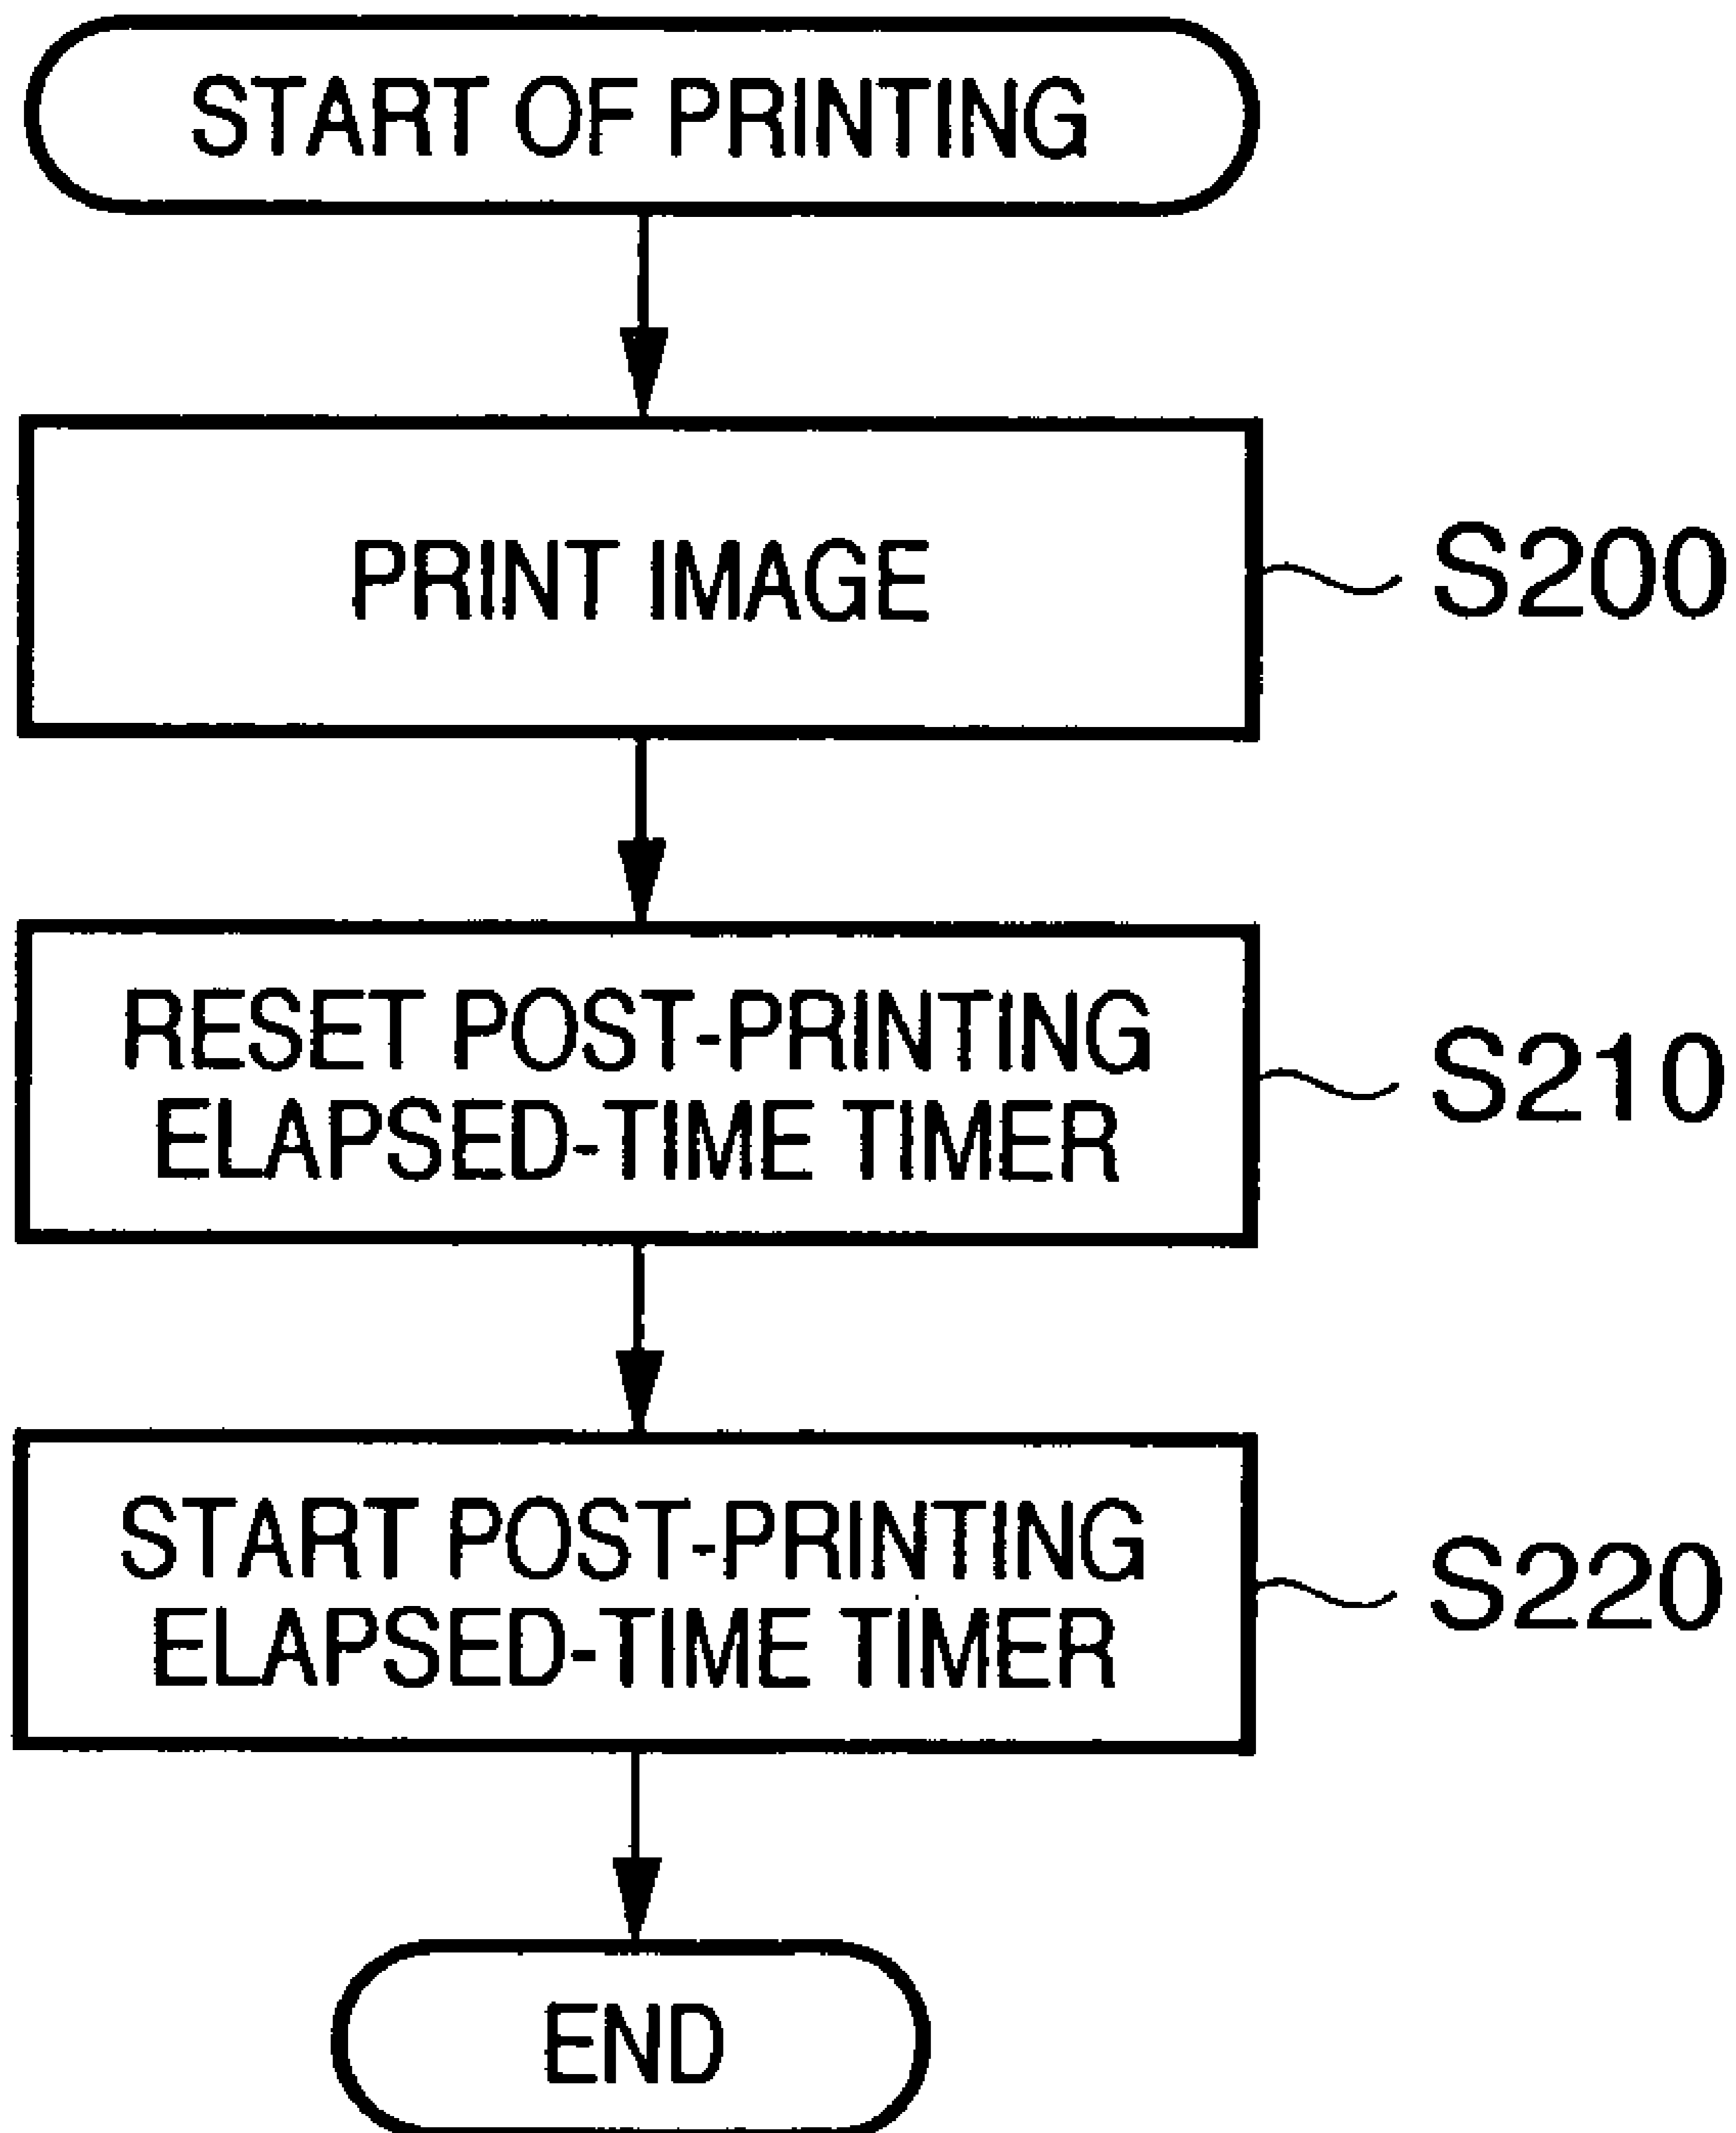 START OF PRINTING
PRINT IMAGE
S200
RESET POST-PRINTING
ELAPSED-TIME TIMER
S210
START POST-PRINTING
ELAPSED-TIME TIMER
S220
END